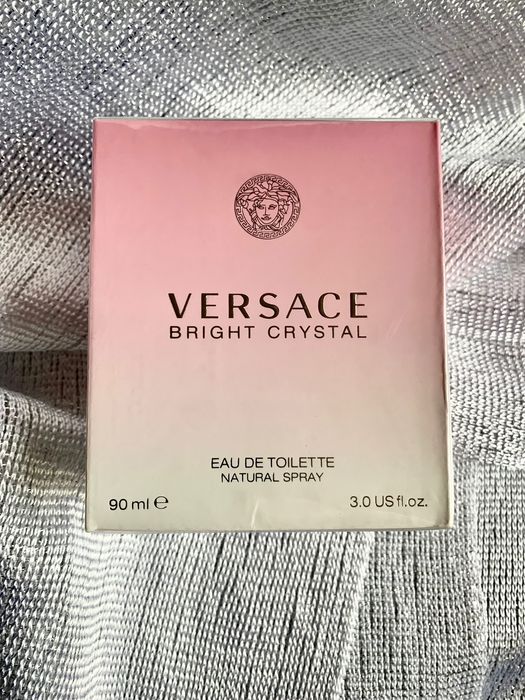 VERSACE
BRIGHT CRYSTAL
EAU DE TOILETTE
NATURAL SPRAY
90 ml ℮ 3.0 US fl.oz.